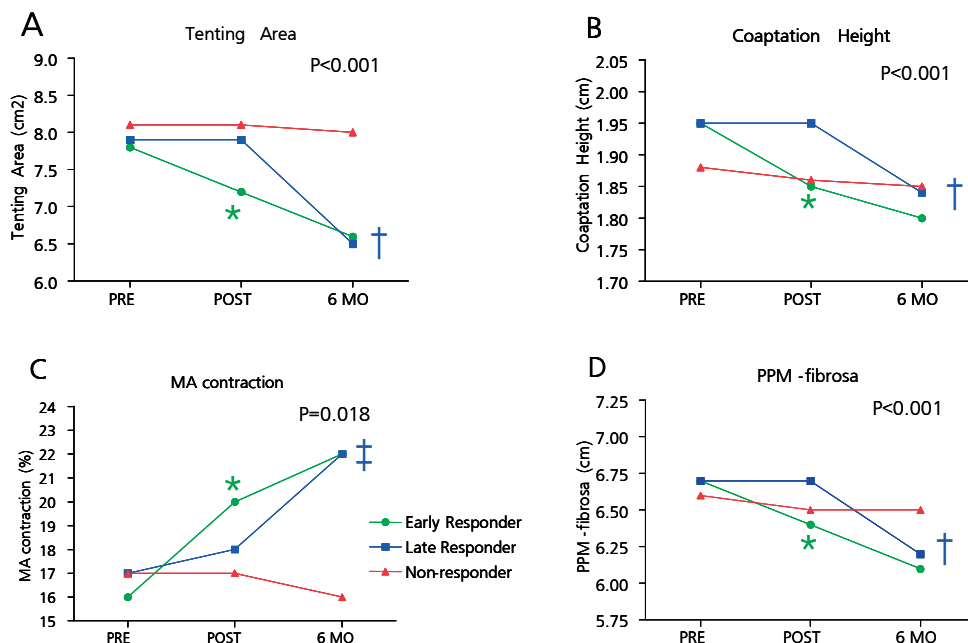 A
Tenting Area
P<0.001
Tenting Area (cm2)
9.0
8.5
8.0
7.5
7.0
6.5
6.0
*
†
PRE POST 6 MO
B
Coaptation Height
P<0.001
Coaptation Height (cm)
2.05
2.00
1.95
1.90
1.85
1.80
1.75
1.70
*
†
PRE POST 6 MO
C
MA contraction
P=0.018
MA contraction (%)
24
23
22
21
20
19
18
17
16
15
*
‡
Early Responder
Late Responder
Non-responder
PRE POST 6 MO
D
PPM -fibrosa
P<0.001
PPM -fibrosa (cm)
7.25
7.00
6.75
6.50
6.25
6.00
5.75
*
†
PRE POST 6 MO